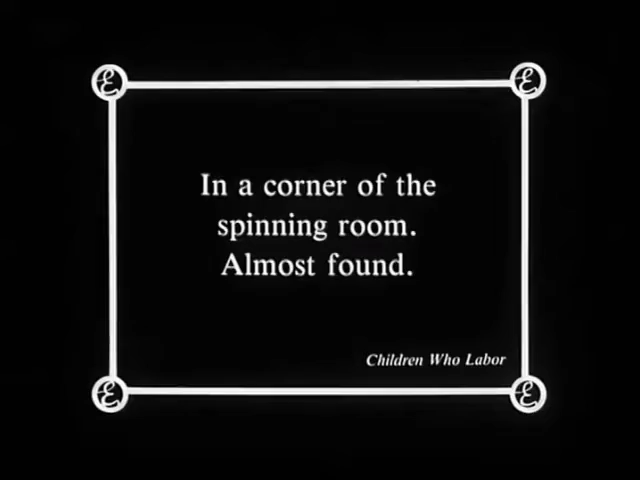 In a corner of the
spinning room.
Almost found.
Children Who Labor
E E
E E